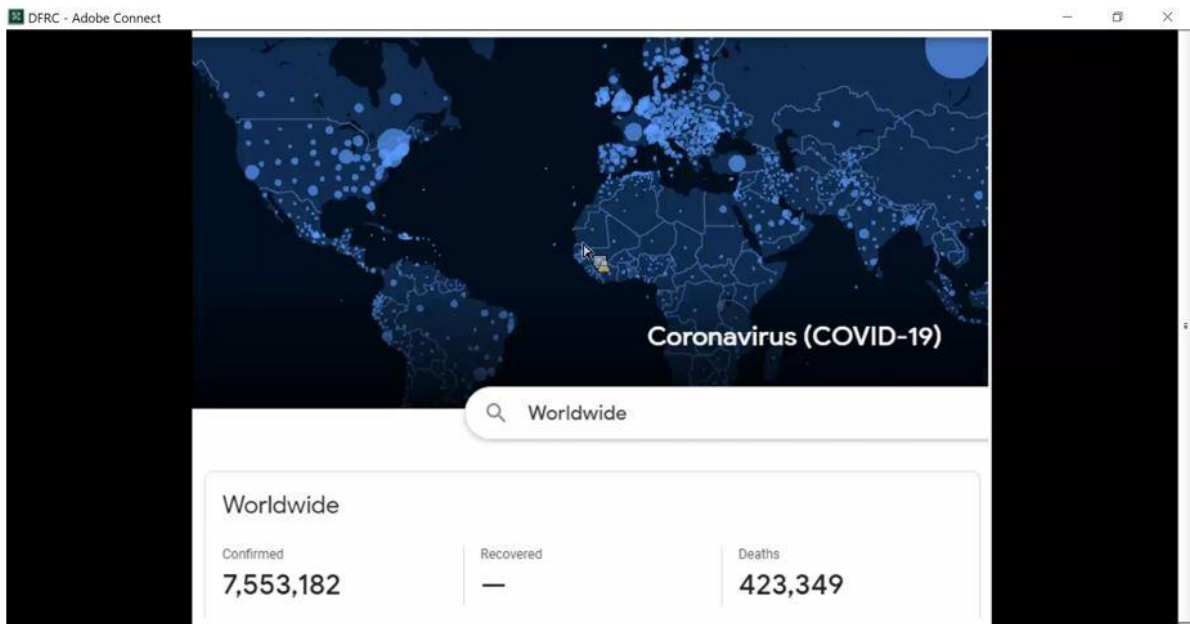 DFRC - Adobe Connect
Coronavirus (COVID-19)
Worldwide
Worldwide
Confirmed Recovered Deaths
7,553,182 — 423,349